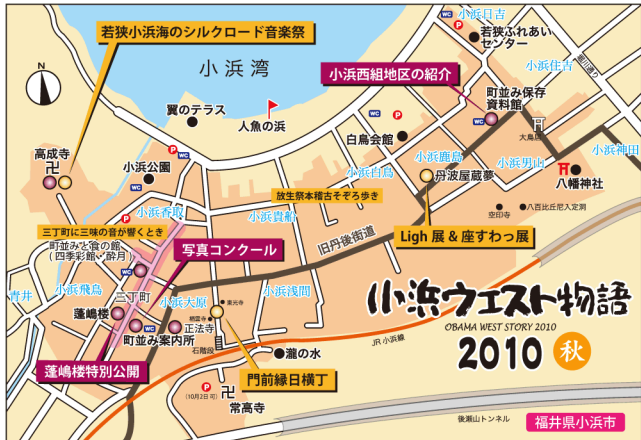 若狭小浜海のシルクロード音楽祭
小浜日吉
若狭ふれあい
センター
小浜湾
小浜住吉
小浜西組地区の紹介
町並み保存
資料館
N
翼のテラス
人魚の浜
白鳥会館
大鳥居
小浜神田
高成寺
小浜公園
小浜白鳥
小浜鹿島
丹波屋蔵夢
小浜男山
八幡神社
放生祭本稽古そぞろ歩き
小浜香取
小浜貴船
空印寺
八百比丘尼入定洞
三丁町に三味の音が響くとき
町並みと食の館
(四季彩館・酔月)
写真コンクール
旧丹後街道
Ligh 展 & 座すわっ展
青井
小浜飛鳥
三丁町
小浜大原
小浜浅間
蓬嶋楼
町並み案内所
正法寺
石階段
小浜ウエスト物語
OBAMA WEST STORY 2010
2010 秋
JR 小浜線
瀧の水
蓬嶋楼特別公開
門前縁日横丁
P
(10月2日 可)
常高寺
後瀬山トンネル
福井県小浜市